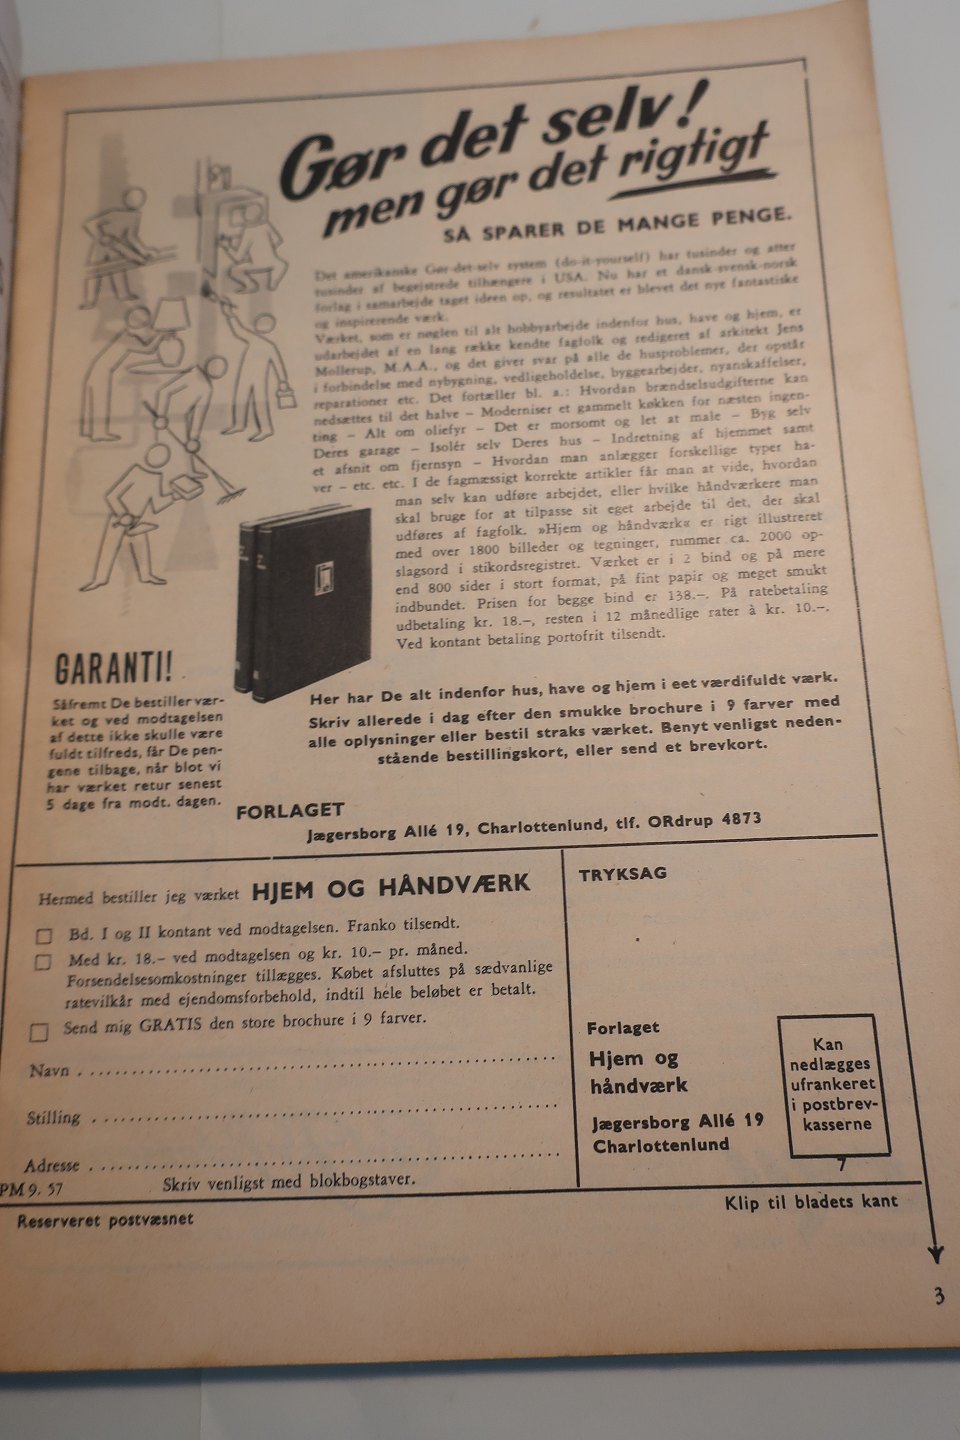 Gør det selv!
men gør det rigtigt
SÅ SPARER DE MANGE PENGE.
Det amerikanske Gør-det-selv system (do-it-yourself) har tusinder og atter
tusinder af begejstrede tilhængere i USA. Nu har et dansk-svensk-norsk
forlag i samarbejde taget ideen op, og resultatet er blevet det nye fantastiske
og inspirerende værk.
Værket, som er nøglen til alt hobbyarbejde indenfor hus, have og hjem, er
udarbejdet af en lang række kendte fagfolk og redigeret af arkitekt Jens
Mollerup, M.A.A., og det giver svar på alle de husproblemer, der opstår
i forbindelse med nybygning, vedligeholdelse, byggearbejder, nyanskaffelser,
reparationer etc. Det fortæller bl. a.: Hvordan brændselsudgifterne kan
nedsættes til det halve – Moderniser et gammelt køkken for næsten ingen-
ting – Alt om oliefyr – Det er morsomt og let at male – Byg selv
Deres garage – Isolér selv Deres hus – Indretning af hjemmet samt
et afsnit om fjernsyn – Hvordan man anlægger forskellige typer ha-
ver – etc. etc. I de fagmæssigt korrekte artikler får man at vide, hvordan
man selv kan udføre arbejdet, eller hvilke håndværkere man
skal bruge for at tilpasse sit eget arbejde til det, der skal
udføres af fagfolk. »Hjem og håndværk« er rigt illustreret
med over 1800 billeder og tegninger, rummer ca. 2000 op-
slagsord i stikordsregistret. Værket er i 2 bind og på mere
end 800 sider i stort format, på fint papir og meget smukt
indbundet. Prisen for begge bind er 138.–. På ratebetaling
udbetaling kr. 18.–, resten i 12 månedlige rater à kr. 10.–.
Ved kontant betaling portofrit tilsendt.
GARANTI!
Såfremt De bestiller vær-
ket og ved modtagelsen
af dette ikke skulle være
fuldt tilfreds, får De pen-
gene tilbage, når blot vi
har værket retur senest
5 dage fra modt. dagen.
Her har De alt indenfor hus, have og hjem i eet værdifuldt værk.
Skriv allerede i dag efter den smukke brochure i 9 farver med
alle oplysninger eller bestil straks værket. Benyt venligst neden-
stående bestillingskort, eller send et brevkort.
FORLAGET
Jægersborg Allé 19, Charlottenlund, tlf. ORdrup 4873
Hermed bestiller jeg værket HJEM OG HÅNDVÆRK
Bd. I og II kontant ved modtagelsen. Franko tilsendt.
Med kr. 18.– ved modtagelsen og kr. 10.– pr. måned.
Forsendelsesomkostninger tillægges. Købet afsluttes på sædvanlige
ratevilkår med ejendomsforbehold, indtil hele beløbet er betalt.
Send mig GRATIS den store brochure i 9 farver.
Navn
Stilling
Adresse
PM 9. 57 Skriv venligst med blokbogstaver.
TRYKSAG
Forlaget
Hjem og
håndværk
Jægersborg Allé 19
Charlottenlund
Kan
nedlægges
ufrankeret
i postbrev-
kasserne
7
Reserveret postvæsnet
Klip til bladets kant
3